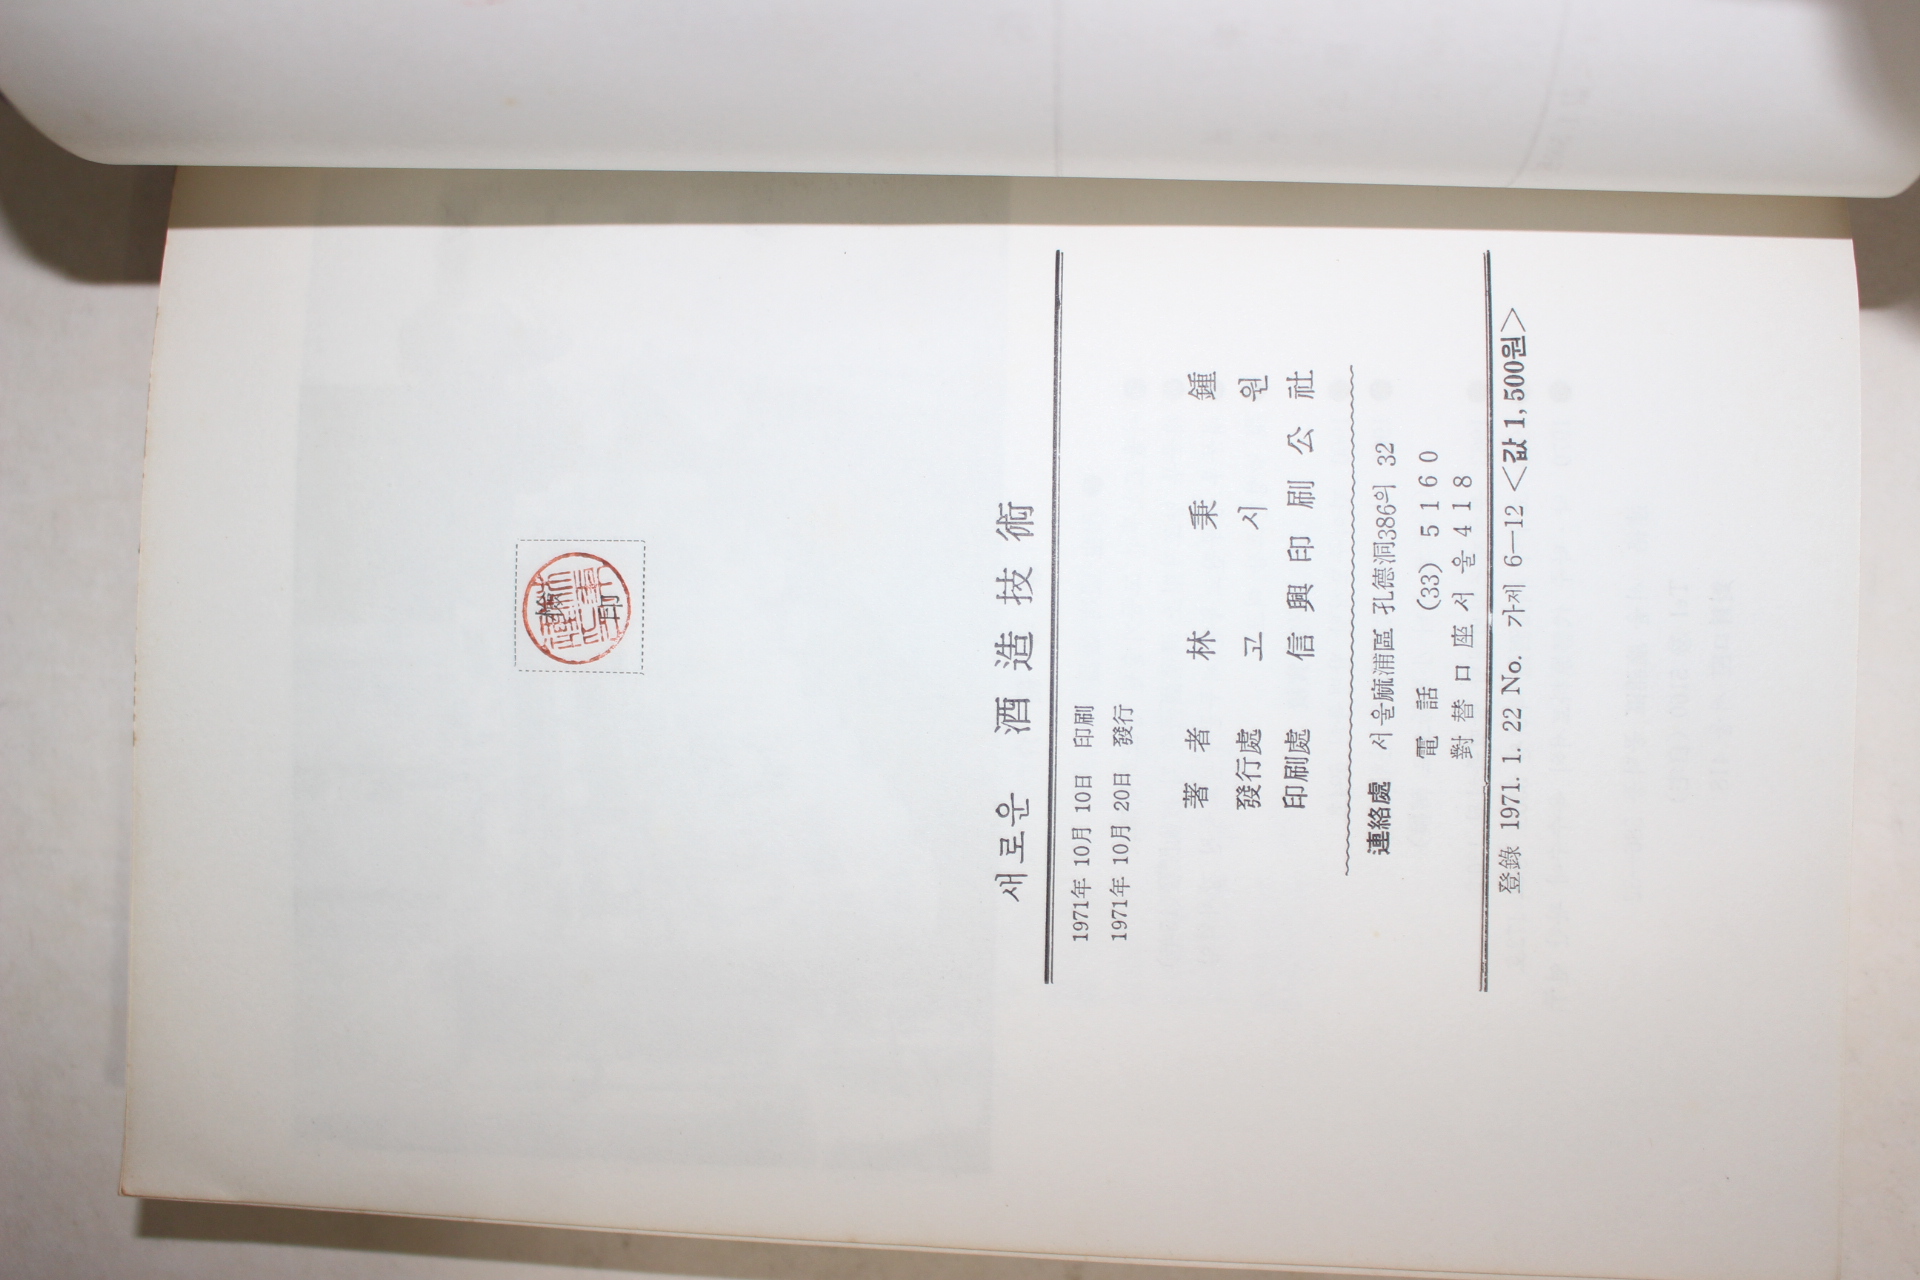 檢印
새로운 酒造技術
1971年 10月 10日 印刷
1971年 10月 20日 發行
著者 林秉鍾
發行處 고시원
印刷處 信興印刷公社
連絡處 서울麻浦區 孔德洞386의 32
電話 (33) 5160
對替口座서울418
登錄 1971. 1. 22 No. 가제 6—12 <값 1,500원>